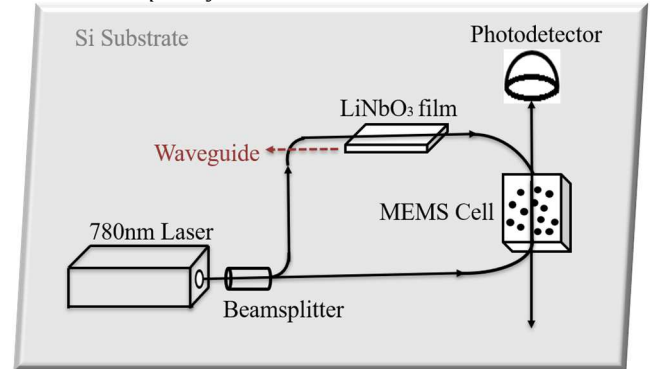 Si Substrate
Photodetector
LiNbO₃ film
Waveguide
MEMS Cell
780nm Laser
Beamsplitter